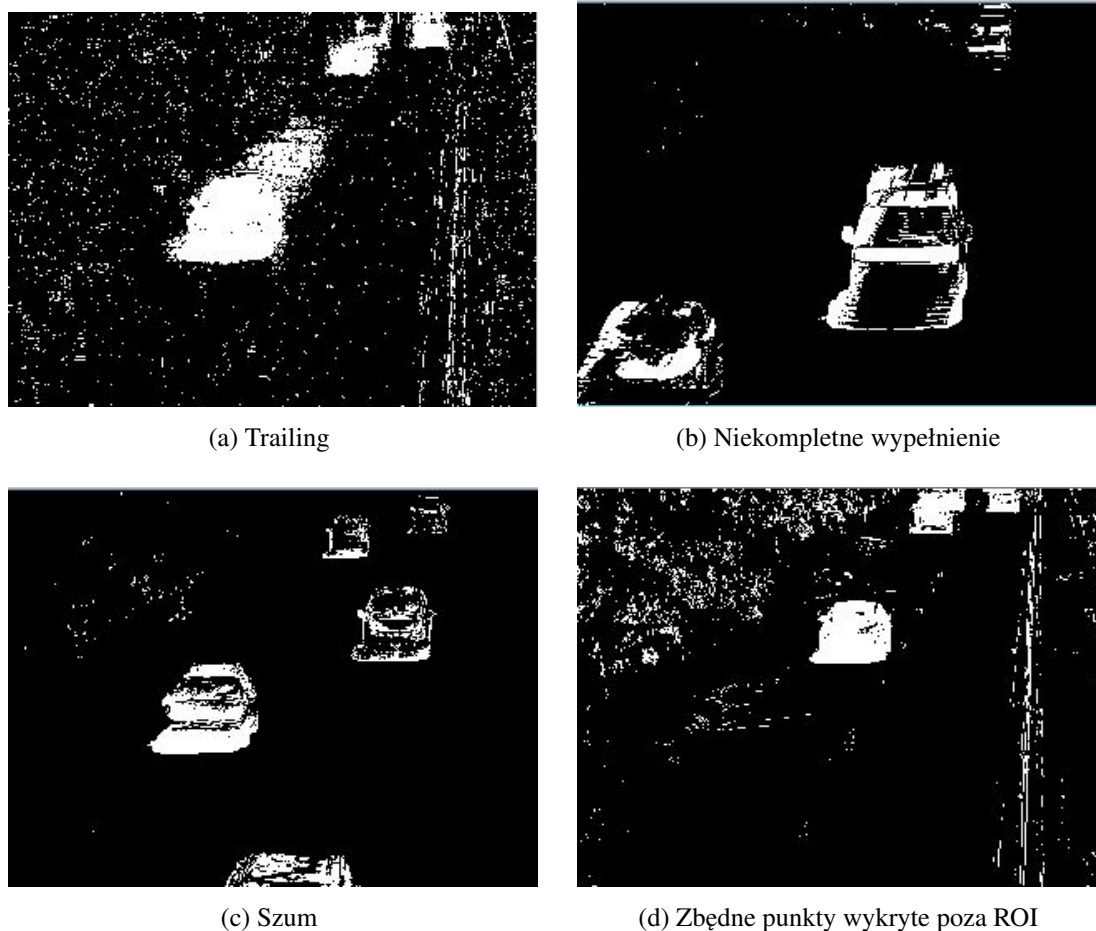 (a) Trailing
(b) Niekompletne wypełnienie
(c) Szum
(d) Zbędne punkty wykryte poza ROI